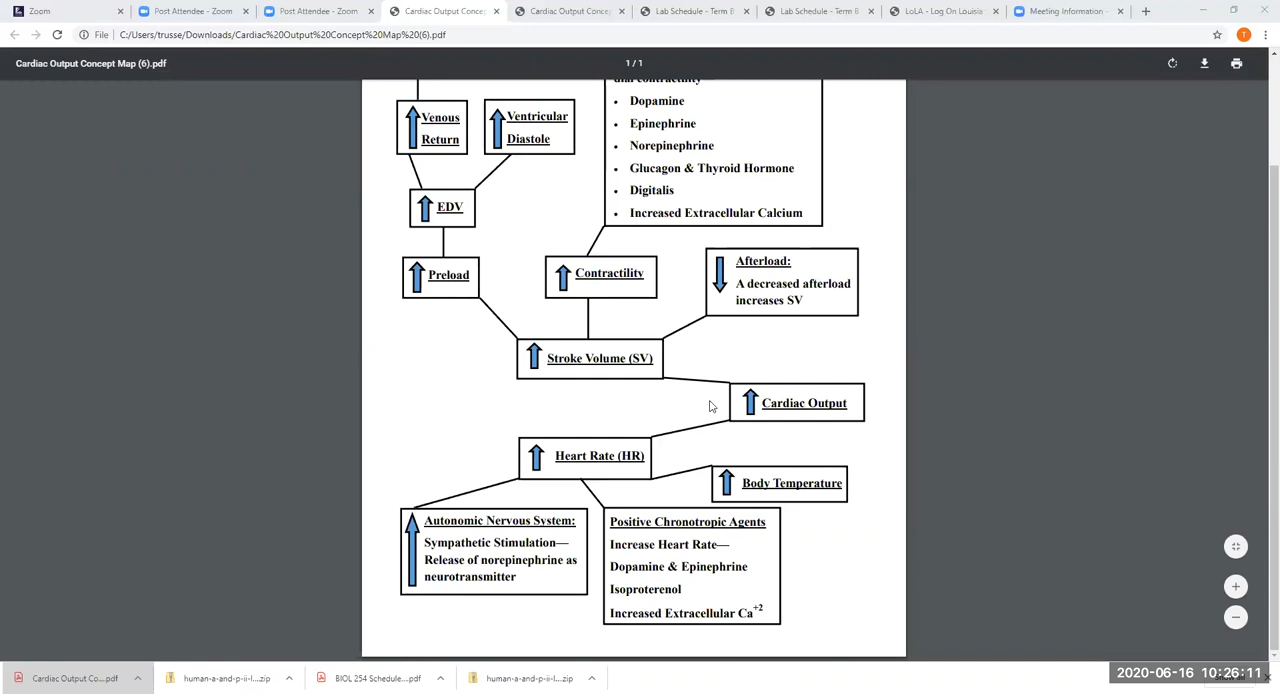 Zoom
Post Attendee - Zoom
Post Attendee - Zoom
Cardiac Output Conce
Cardiac Output Conce
Lab Schedule - Term B
Lab Schedule - Term B
LoLA - Log On Louisia
Meeting Information -
File
C:/Users/trusse/Downloads/Cardiac%20Output%20Concept%20Map%20(6).pdf
T
Cardiac Output Concept Map (6).pdf
1 / 1
dial contractility
Venous
Return
Ventricular
Diastole
• Dopamine
• Epinephrine
• Norepinephrine
• Glucagon & Thyroid Hormone
• Digitalis
• Increased Extracellular Calcium
EDV
Preload
Contractility
Afterload:
A decreased afterload
increases SV
Stroke Volume (SV)
Cardiac Output
Heart Rate (HR)
Body Temperature
Autonomic Nervous System:
Sympathetic Stimulation—
Release of norepinephrine as
neurotransmitter
Positive Chronotropic Agents
Increase Heart Rate—
Dopamine & Epinephrine
Isoproterenol
Increased Extracellular Ca+2
Cardiac Output Co....pdf
human-a-and-p-ii-l....zip
BIOL 254 Schedule....pdf
human-a-and-p-ii-l....zip
2020-06-16 10:26:11